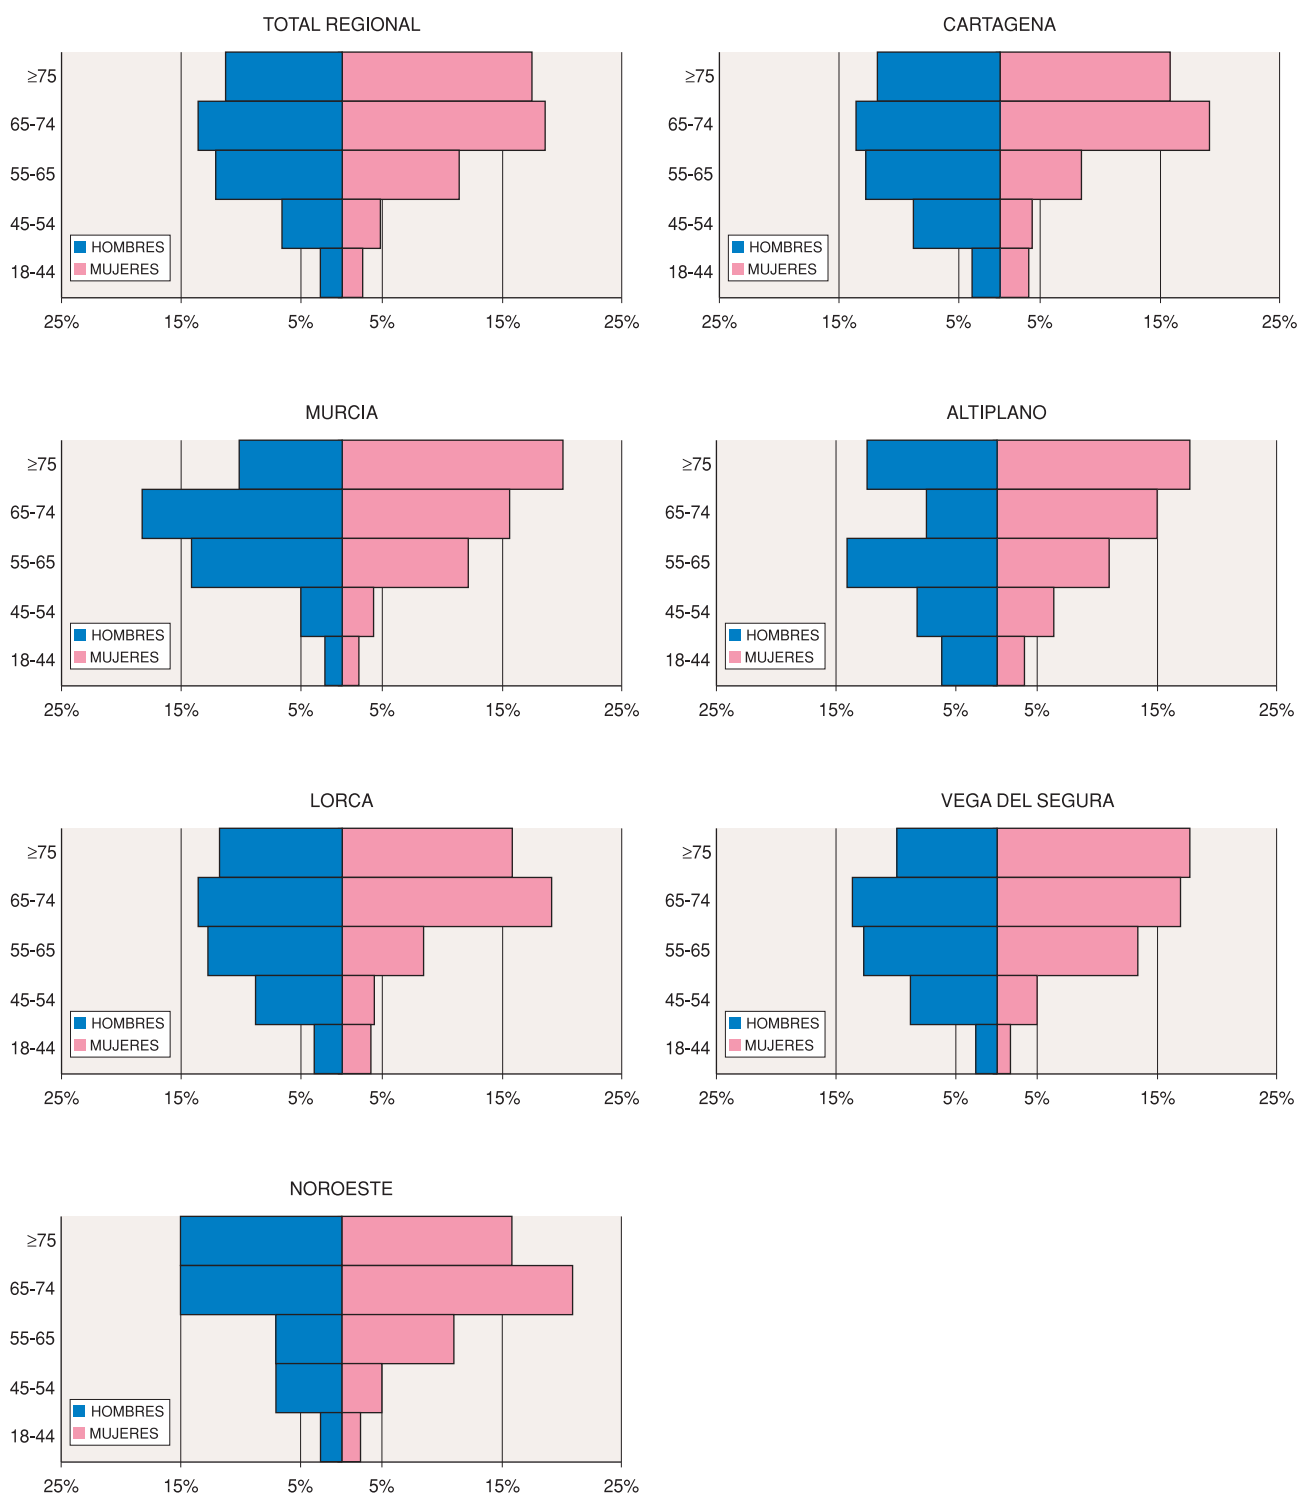 TOTAL REGIONAL
≥75
65-74
55-65
45-54
18-44
HOMBRES
MUJERES
25% 15% 5% 5% 15% 25%
CARTAGENA
≥75
65-74
55-65
45-54
18-44
HOMBRES
MUJERES
25% 15% 5% 5% 15% 25%
MURCIA
≥75
65-74
55-65
45-54
18-44
HOMBRES
MUJERES
25% 15% 5% 5% 15% 25%
ALTIPLANO
≥75
65-74
55-65
45-54
18-44
HOMBRES
MUJERES
25% 15% 5% 5% 15% 25%
LORCA
≥75
65-74
55-65
45-54
18-44
HOMBRES
MUJERES
25% 15% 5% 5% 15% 25%
VEGA DEL SEGURA
≥75
65-74
55-65
45-54
18-44
HOMBRES
MUJERES
25% 15% 5% 5% 15% 25%
NOROESTE
≥75
65-74
55-65
45-54
18-44
HOMBRES
MUJERES
25% 15% 5% 5% 15% 25%